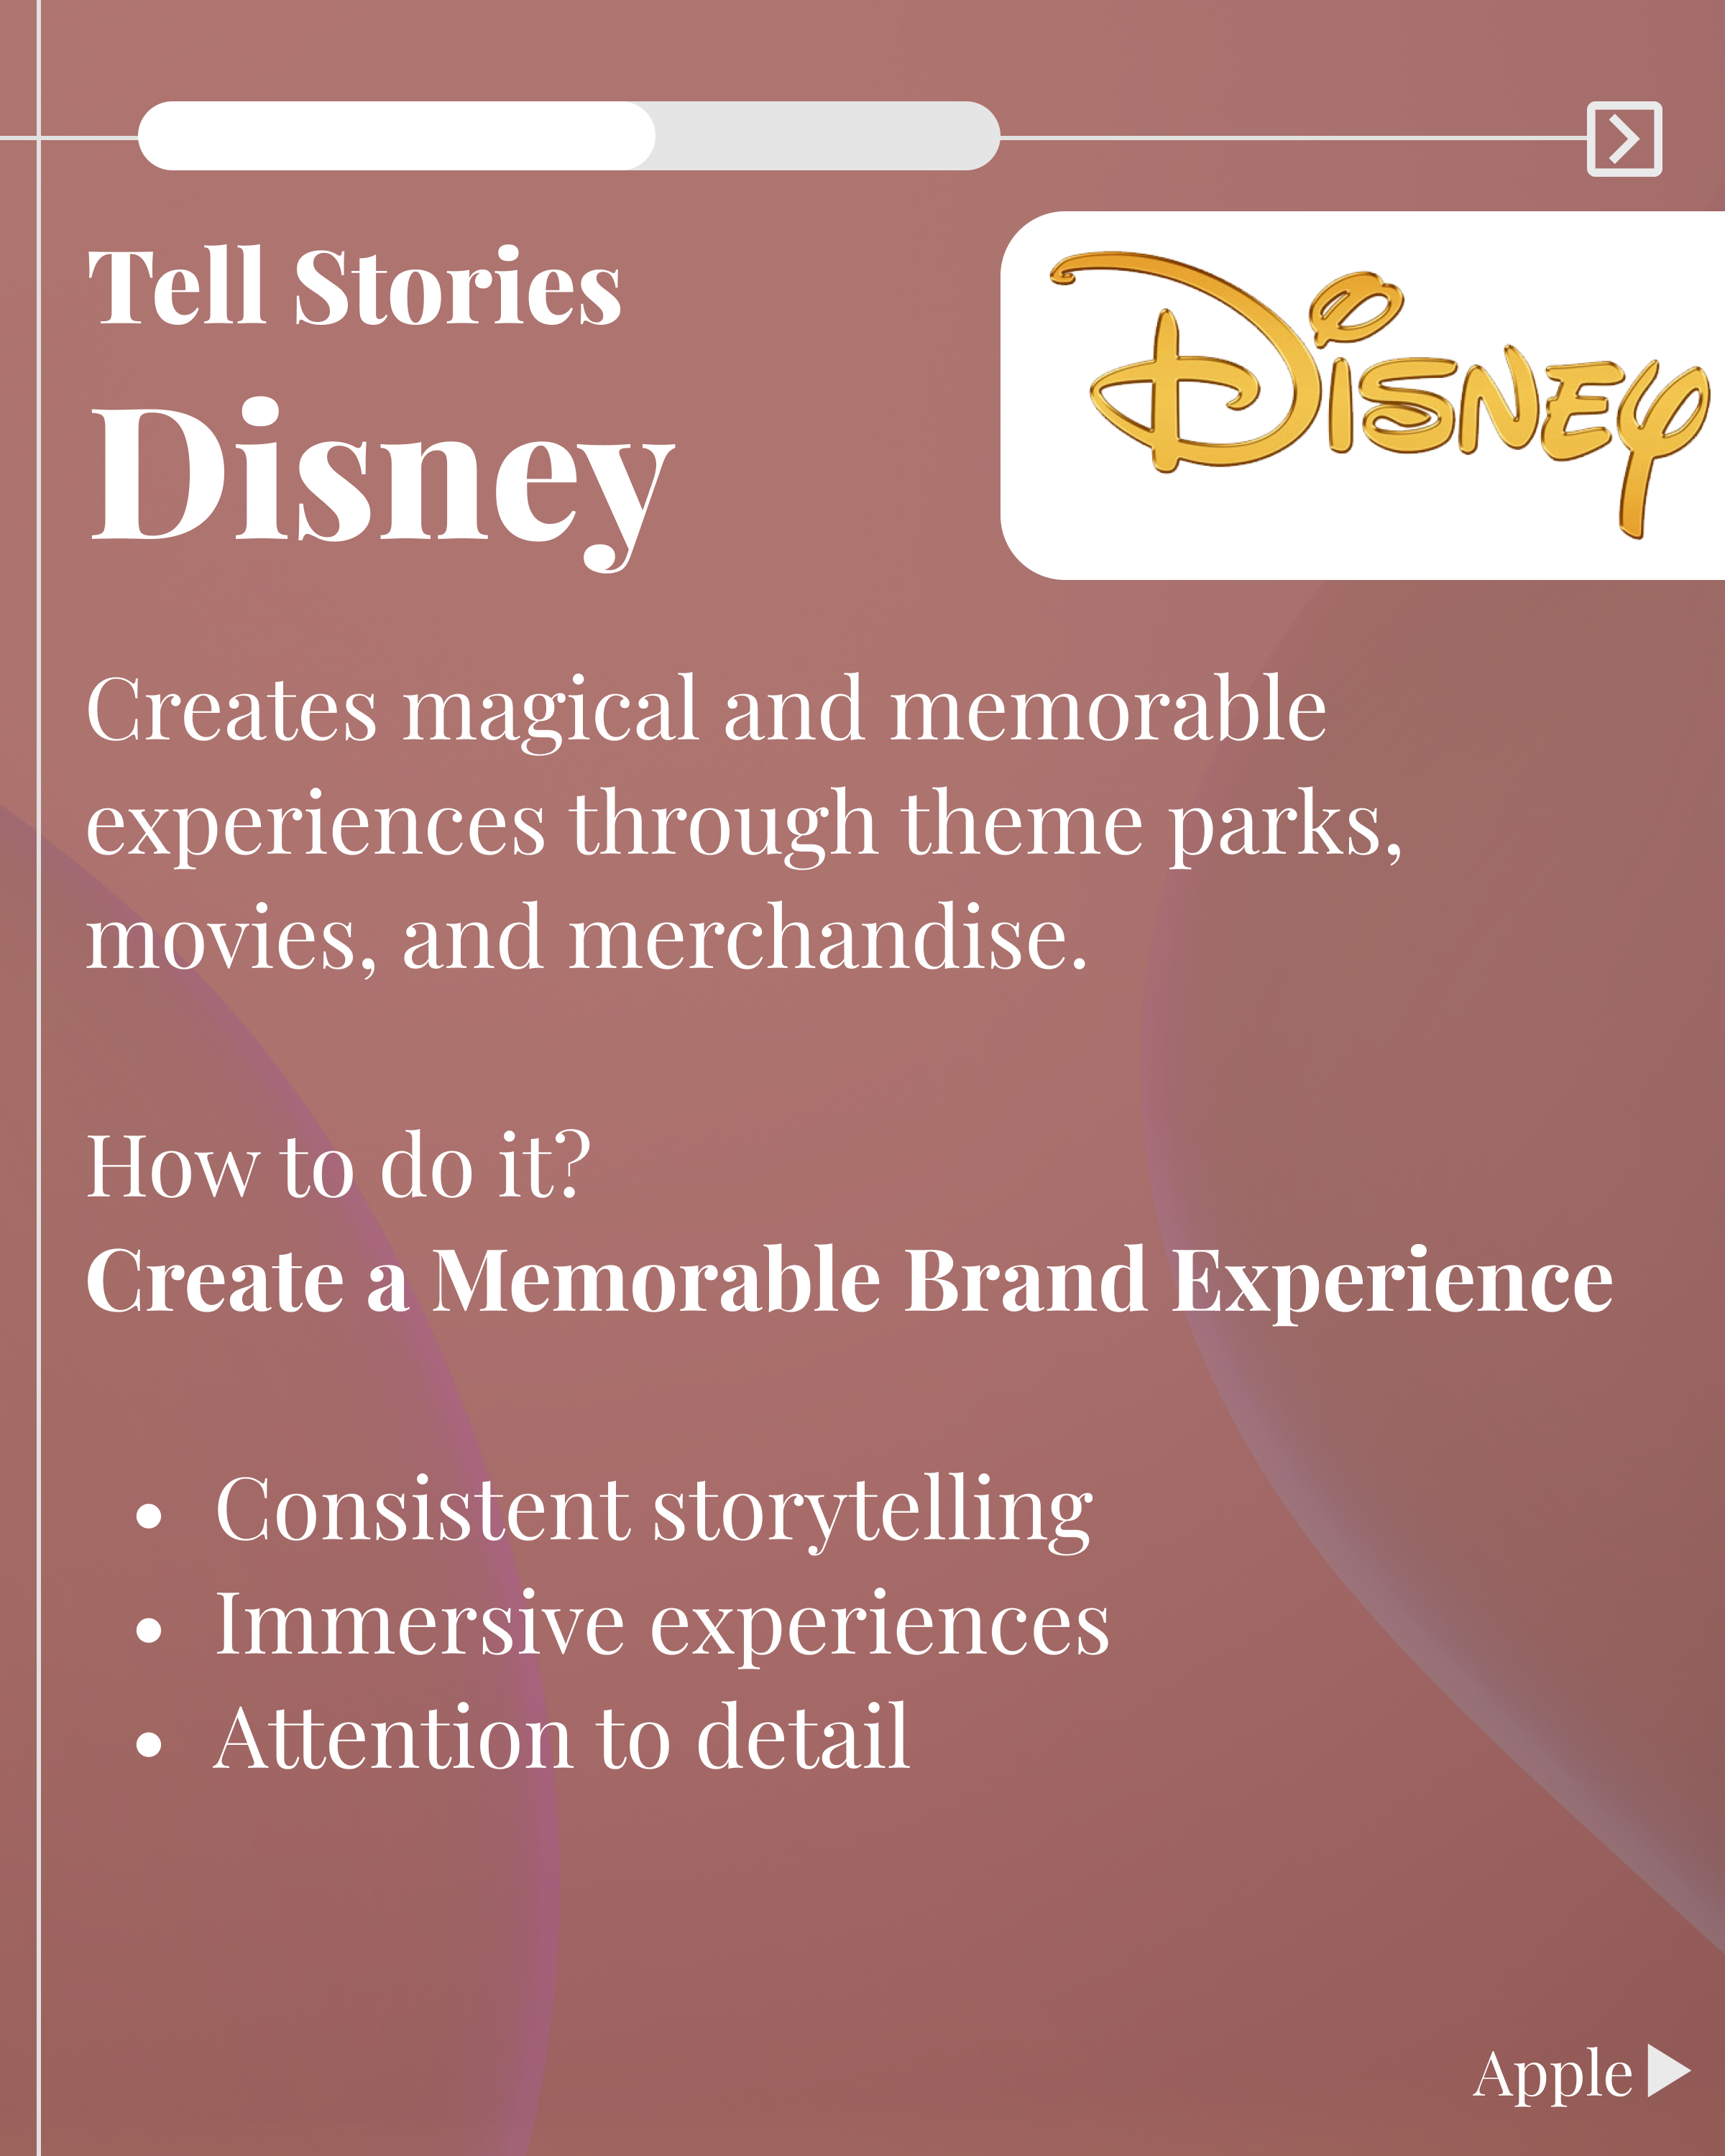 Tell Stories
Disney
Disney
Creates magical and memorable
experiences through theme parks,
movies, and merchandise.
How to do it?
Create a Memorable Brand Experience
• Consistent storytelling
• Immersive experiences
• Attention to detail
Apple